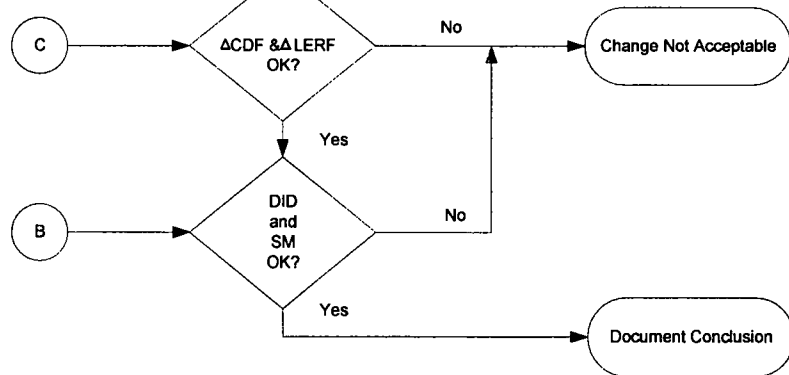 C
ΔCDF &Δ LERF
OK?
No
Change Not Acceptable
Yes
B
DID
and
SM
OK?
No
Yes
Document Conclusion